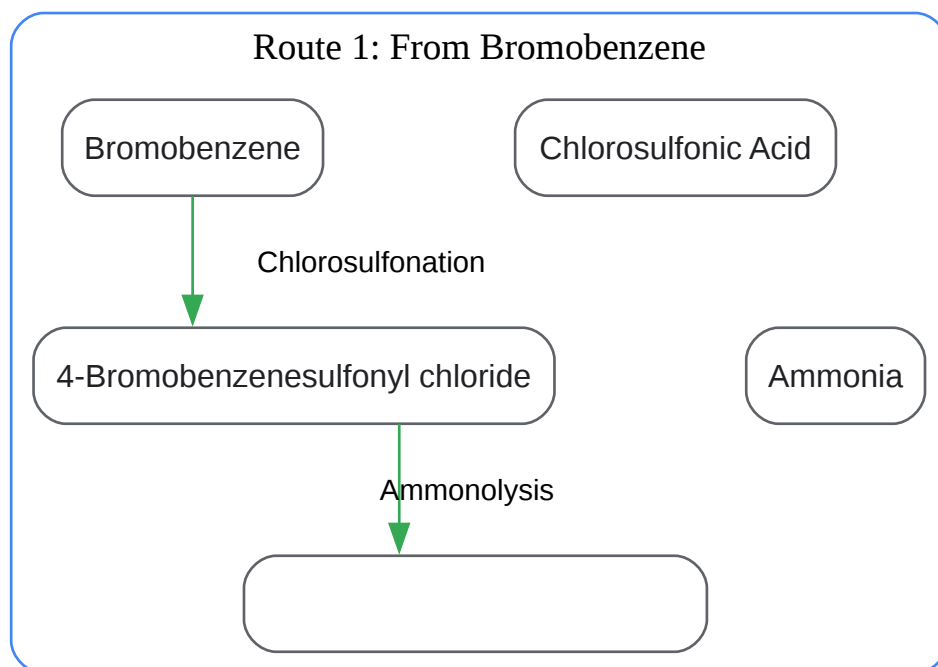 Route 1: From Bromobenzene
Bromobenzene
Chlorosulfonic Acid
Chlorosulfonation
4-Bromobenzenesulfonyl chloride
Ammonia
Ammonolysis